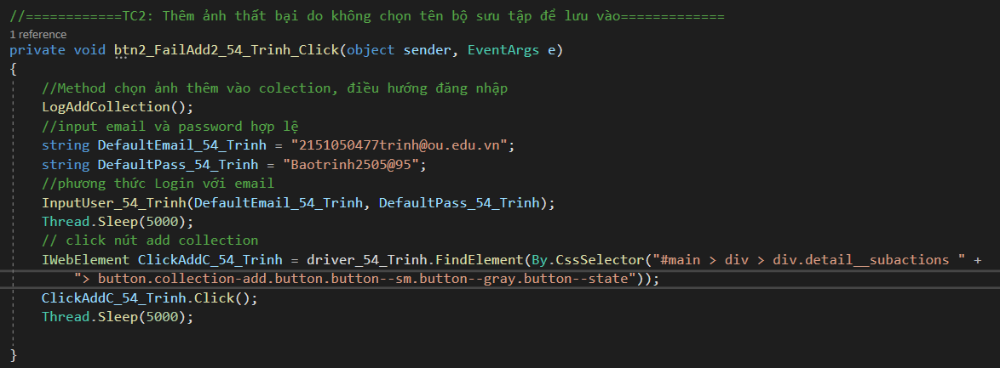 //============TC2: Thêm ảnh thất bại do không chọn tên bộ sưu tập để lưu vào=============
1 reference
private void btn2_FailAdd2_54_Trinh_Click(object sender, EventArgs e)
{
//Method chọn ảnh thêm vào colection, điều hướng đăng nhập
LogAddCollection();
//input email và password hợp lệ
string DefaultEmail_54_Trinh = "2151050477trinh@ou.edu.vn";
string DefaultPass_54_Trinh = "Baotrinh2505@95";
//phương thức Login với email
InputUser_54_Trinh(DefaultEmail_54_Trinh, DefaultPass_54_Trinh);
Thread.Sleep(5000);
// click nút add collection
IWebElement ClickAddC_54_Trinh = driver_54_Trinh.FindElement(By.CssSelector("#main > div > div.detail__subactions " +
"> button.collection-add.button.button--sm.button--gray.button--state"));
ClickAddC_54_Trinh.Click();
Thread.Sleep(5000);
}